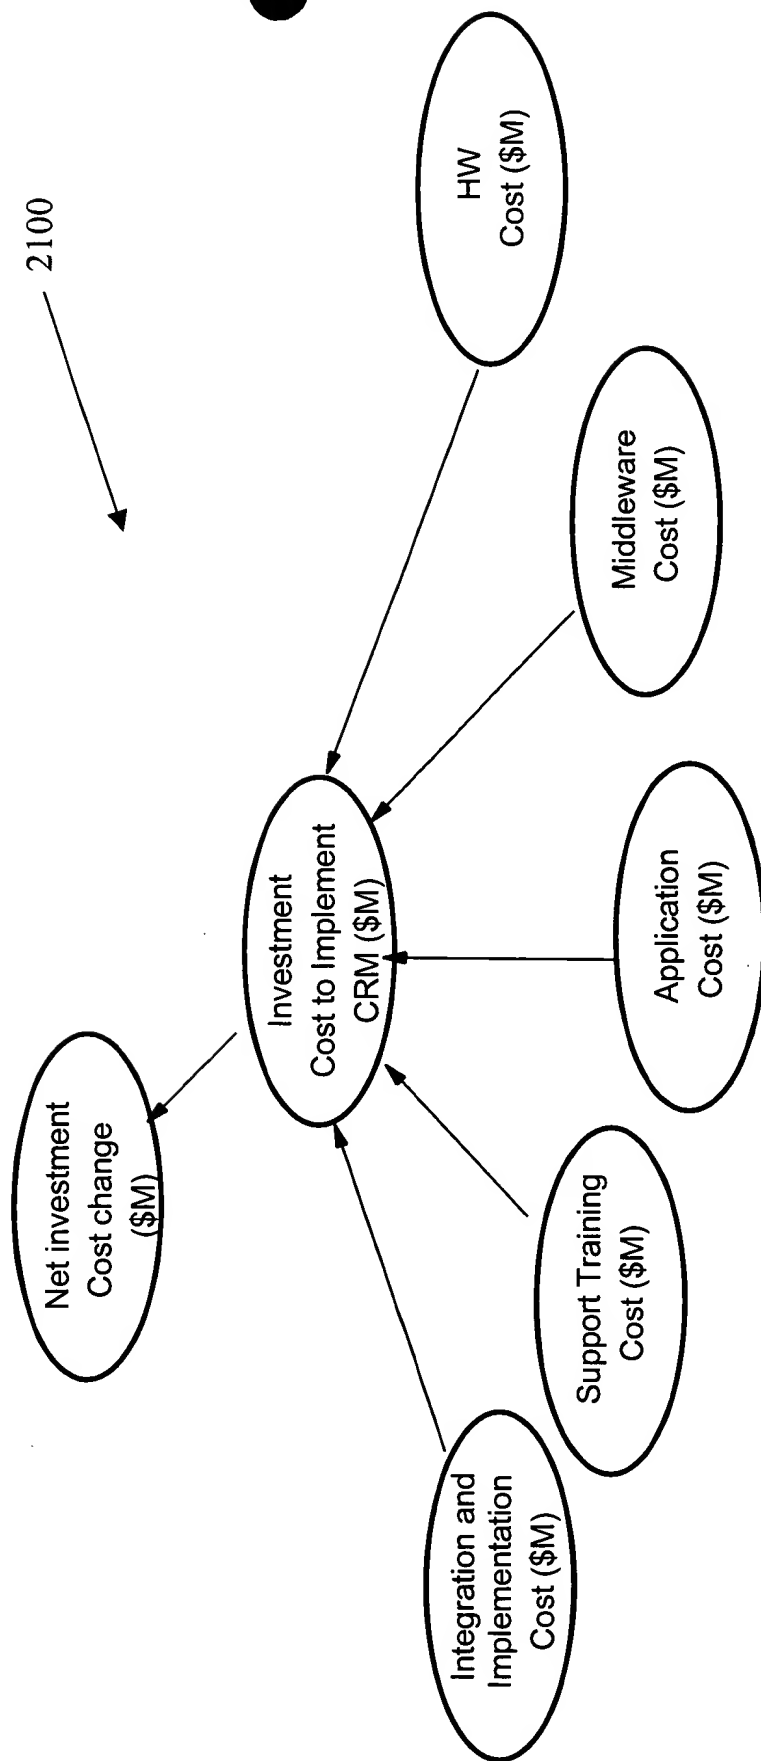 2100
Net investment
Cost change
($M)
Investment
Cost to Implement
CRM ($M)
Integration and
Implementation
Cost ($M)
Support Training
Cost ($M)
Application
Cost ($M)
Middleware
Cost ($M)
HW
Cost ($M)